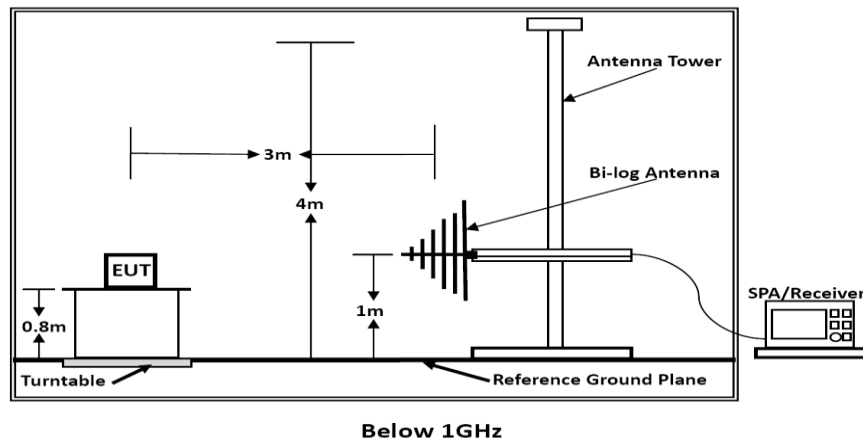 Antenna Tower
3m
Bi-log Antenna
4m
EUT
SPA/Receiver
1m
0.8m
Turntable
Reference Ground Plane
Below 1GHz